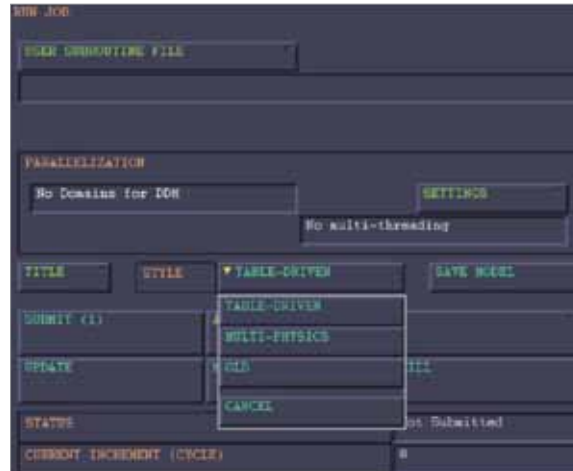 RUN JOB
USER SUBROUTINE FILE
PARALLELIZATION
No Domains for DDM
SETTINGS
No multi-threading
TITLE STYLE TABLE-DRIVEN SAVE MODEL
TABLE-DRIVEN
SUBMIT (1)
MULTI-PHYSICS
UPDATE OLD
CANCEL
STATUS Submitted
CURRENT INCREMENT (CYCLE) 0